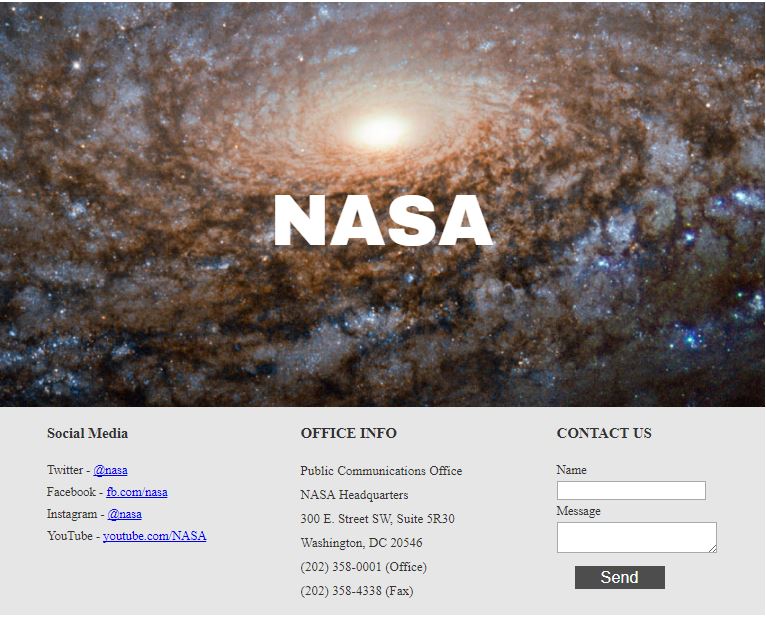 NASA
Social Media
Twitter - @nasa
Facebook - fb.com/nasa
Instagram - @nasa
YouTube - youtube.com/NASA
OFFICE INFO
Public Communications Office
NASA Headquarters
300 E. Street SW, Suite 5R30
Washington, DC 20546
(202) 358-0001 (Office)
(202) 358-4338 (Fax)
CONTACT US
Name
Message
Send